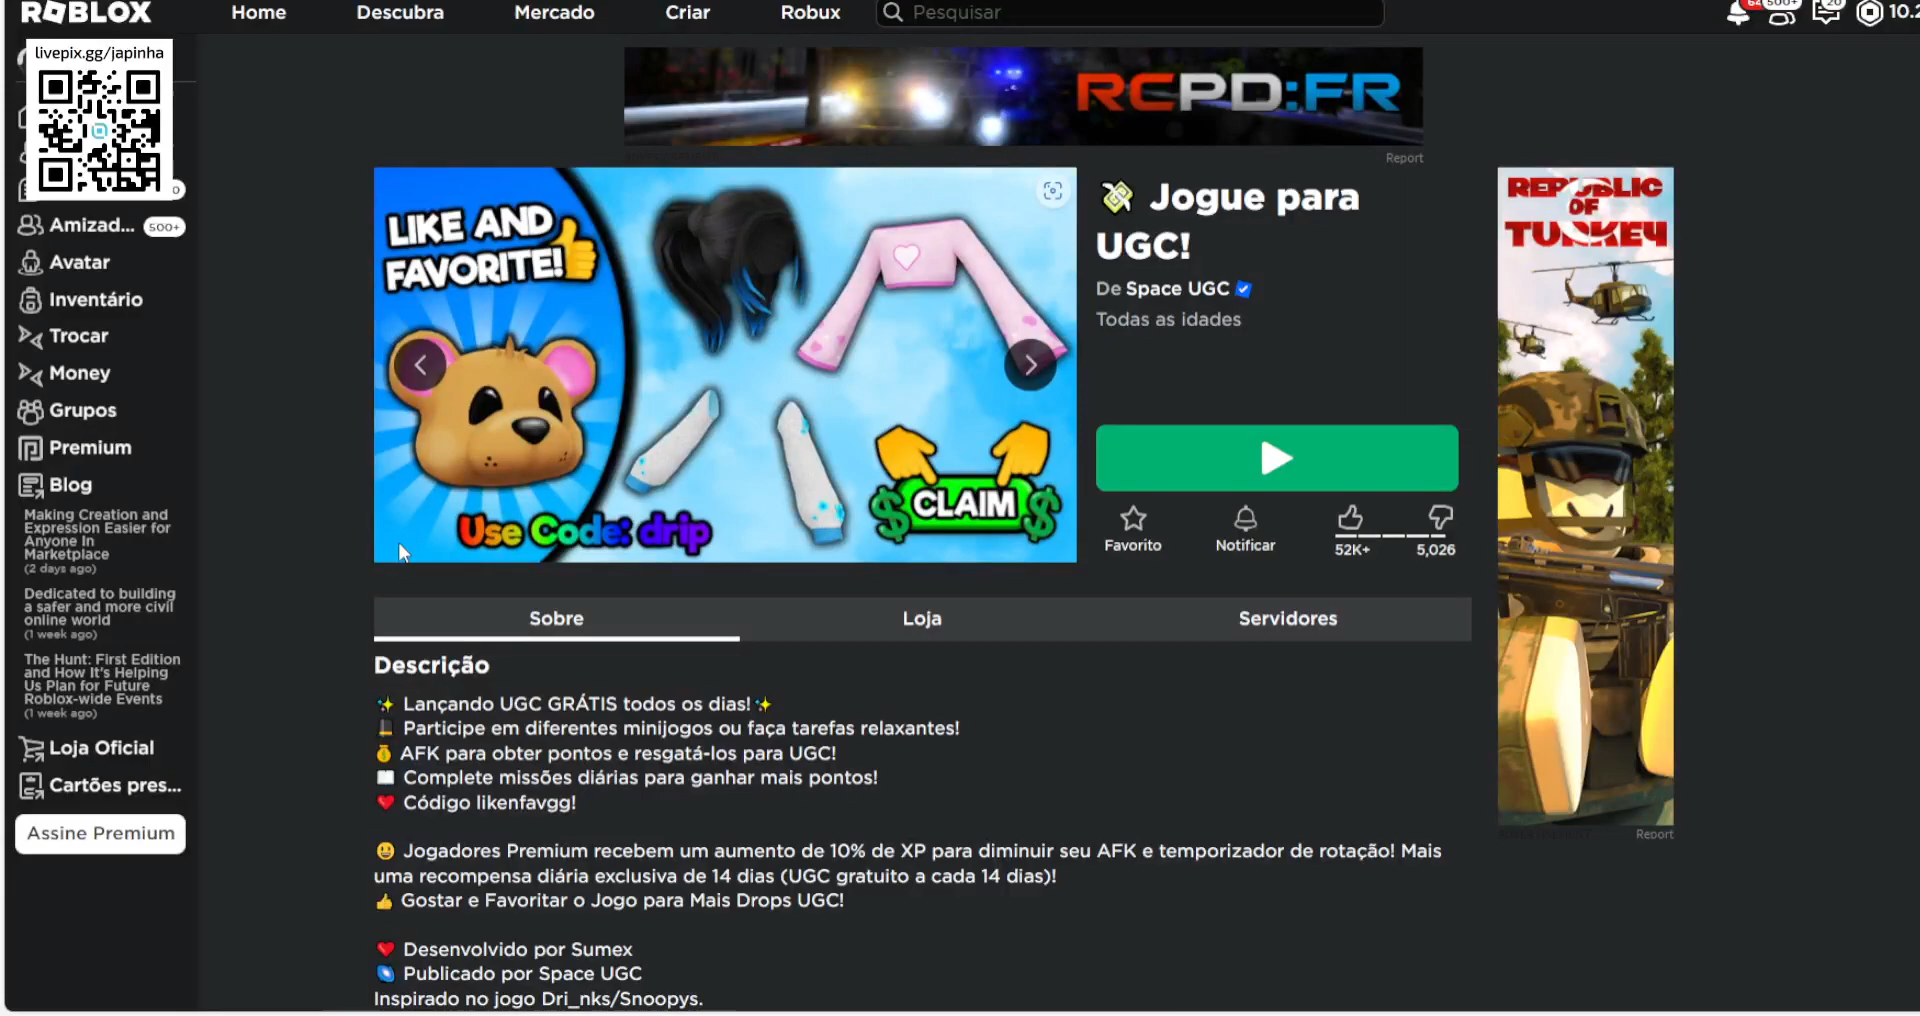 ROBLOX
Home
Descubra
Mercado
Criar
Robux
Pesquisar
500+
20
10.2
livepix.gg/japinha
Amizad...
500+
Avatar
Inventário
Trocar
Money
Grupos
Premium
Blog
Making Creation and
Expression Easier for
Anyone In
Marketplace
(2 days ago)
Dedicated to building
a safer and more civil
online world
(1 week ago)
The Hunt: First Edition
and How It's Helping
Us Plan for Future
Roblox-wide Events
(1 week ago)
Loja Oficial
Cartões pres...
Assine Premium
RCPD:FR
Report
LIKE AND
FAVORITE!
Use Code: drip
CLAIM
Jogue para
UGC!
De Space UGC
Todas as idades
Favorito
Notificar
52K+
5,026
REPUBLIC
OF
TURKEY
Report
Sobre
Loja
Servidores
Descrição
Lançando UGC GRÁTIS todos os dias!
Participe em diferentes minijogos ou faça tarefas relaxantes!
AFK para obter pontos e resgatá-los para UGC!
Complete missões diárias para ganhar mais pontos!
Código likenfavgg!
Jogadores Premium recebem um aumento de 10% de XP para diminuir seu AFK e temporizador de rotação! Mais
uma recompensa diária exclusiva de 14 dias (UGC gratuito a cada 14 dias)!
Gostar e Favoritar o Jogo para Mais Drops UGC!
Desenvolvido por Sumex
Publicado por Space UGC
Inspirado no jogo Dri_nks/Snoopys.